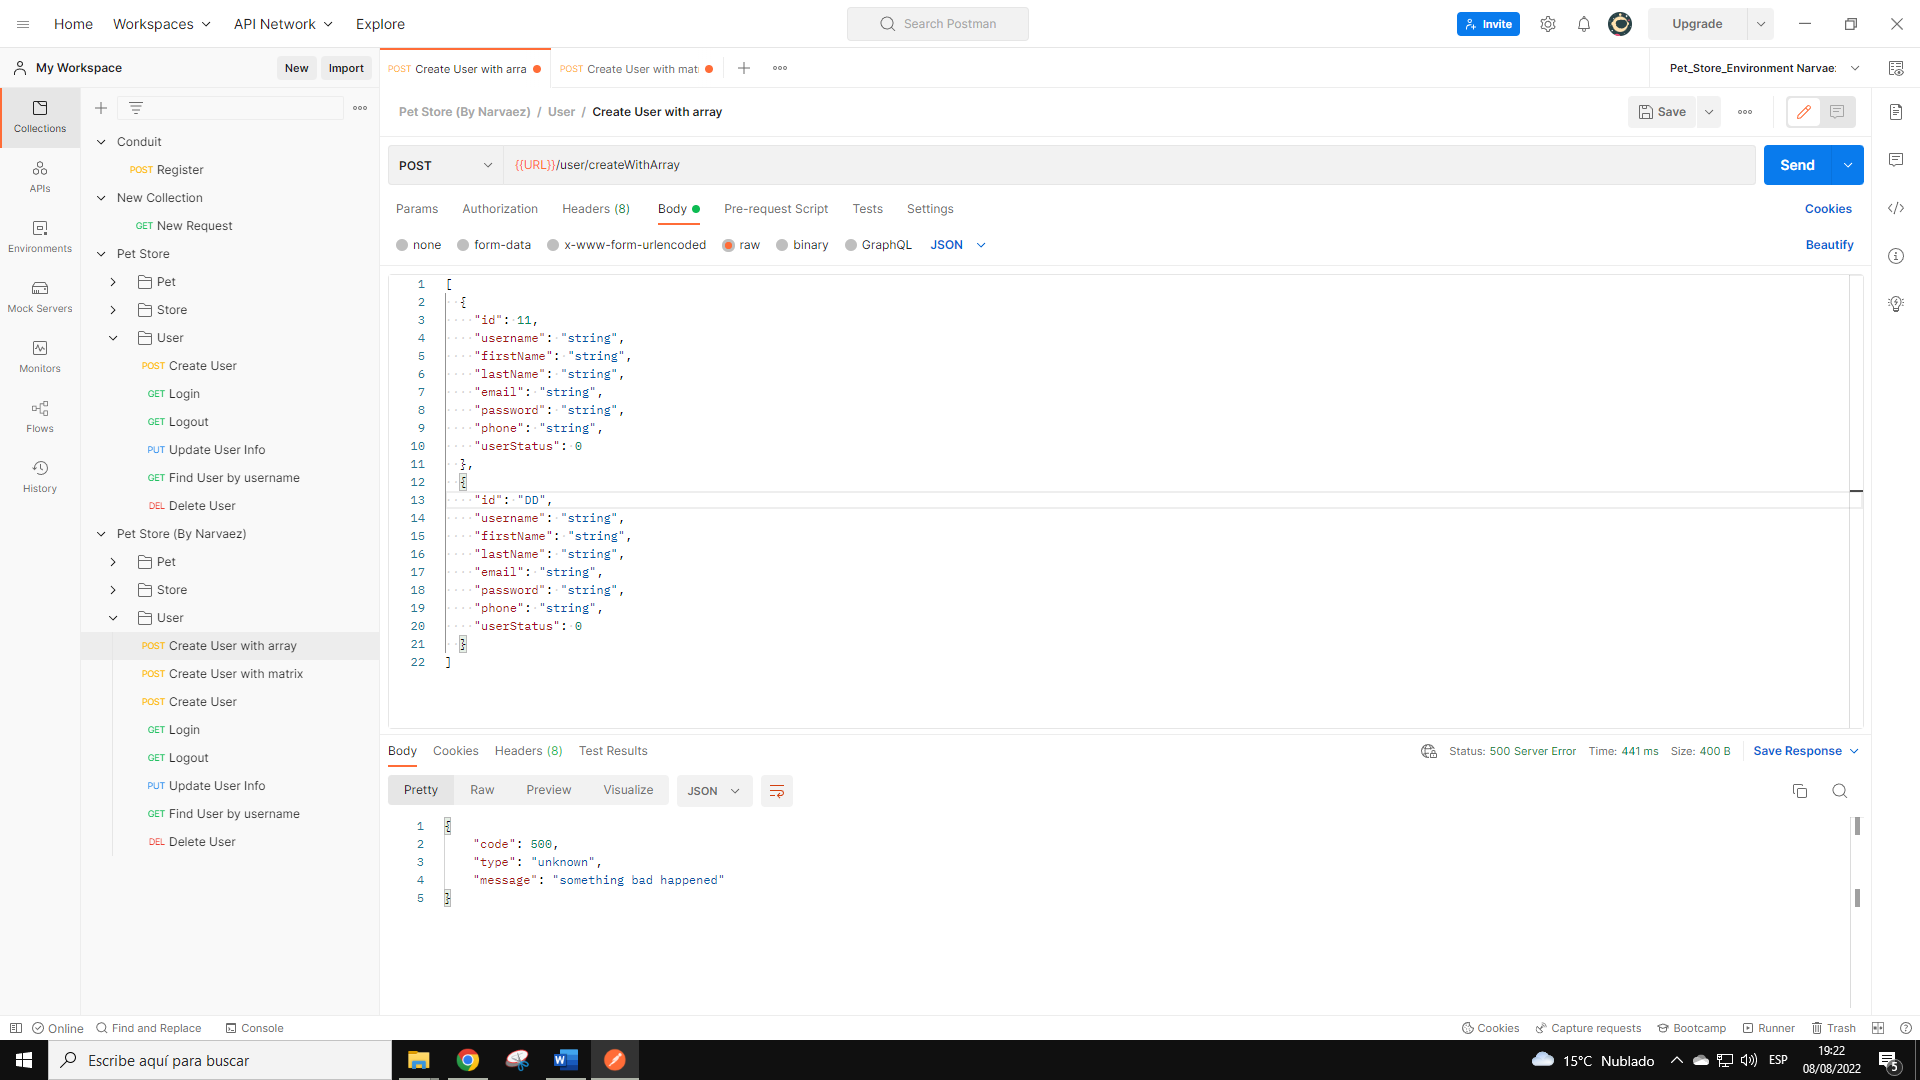 Home Workspaces API Network Explore Search Postman Invite Upgrade
My Workspace New Import POST Create User with arra POST Create User with mat Pet_Store_Environment Narvae
Collections
APIs
Environments
Mock Servers
Monitors
Flows
History
Conduit
POST Register
New Collection
GET New Request
Pet Store
Pet
Store
User
POST Create User
GET Login
GET Logout
PUT Update User Info
GET Find User by username
DEL Delete User
Pet Store (By Narvaez)
Pet
Store
User
POST Create User with array
POST Create User with matrix
POST Create User
GET Login
GET Logout
PUT Update User Info
GET Find User by username
DEL Delete User
Pet Store (By Narvaez) / User / Create User with array Save
POST {{URL}}/user/createWithArray Send
Params Authorization Headers (8) Body Pre-request Script Tests Settings Cookies
none form-data x-www-form-urlencoded raw binary GraphQL JSON Beautify
1 [
2 {
3 "id": 11,
4 "username": "string",
5 "firstName": "string",
6 "lastName": "string",
7 "email": "string",
8 "password": "string",
9 "phone": "string",
10 "userStatus": 0
11 },
12 {
13 "id": "DD",
14 "username": "string",
15 "firstName": "string",
16 "lastName": "string",
17 "email": "string",
18 "password": "string",
19 "phone": "string",
20 "userStatus": 0
21 }
22 ]
Body Cookies Headers (8) Test Results Status: 500 Server Error Time: 441 ms Size: 400 B Save Response
Pretty Raw Preview Visualize JSON
1 {
2 "code": 500,
3 "type": "unknown",
4 "message": "something bad happened"
5 }
Online Find and Replace Console Cookies Capture requests Bootcamp Runner Trash
Escribe aquí para buscar 15°C Nublado ESP 19:22
08/08/2022 5